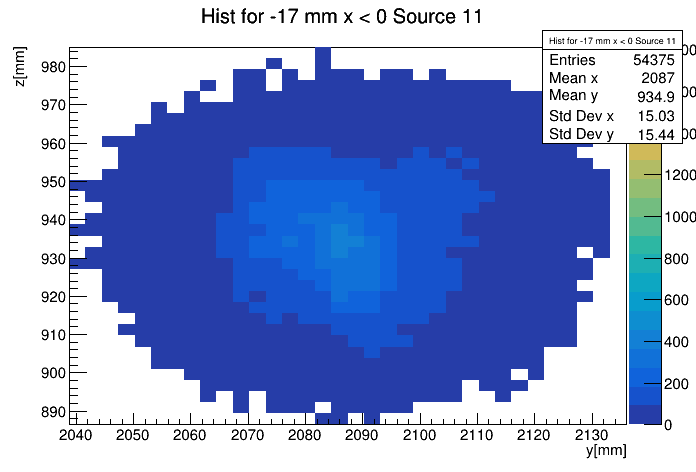 Hist for -17 mm x < 0 Source 11
z[mm]
Hist for -17 mm x < 0 Source 11
Entries 54375
Mean x 2087
Mean y 934.9
Std Dev x 15.03
Std Dev y 15.44
980
970
960
950
940
930
920
910
900
890
1200
1000
800
600
400
200
0
2040 2050 2060 2070 2080 2090 2100 2110 2120 2130
y[mm]